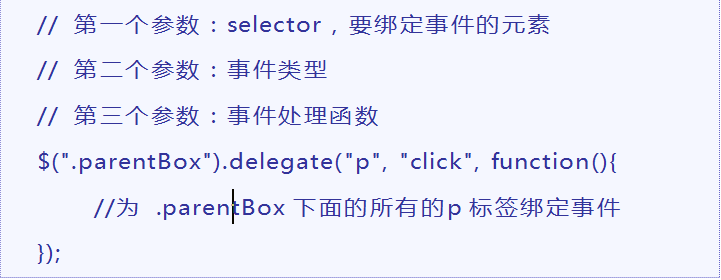 // 第一个参数：selector，要绑定事件的元素
// 第二个参数：事件类型
// 第三个参数：事件处理函数
$(".parentBox").delegate("p", "click", function(){
//为 .parentBox 下面的所有的p 标签绑定事件
});